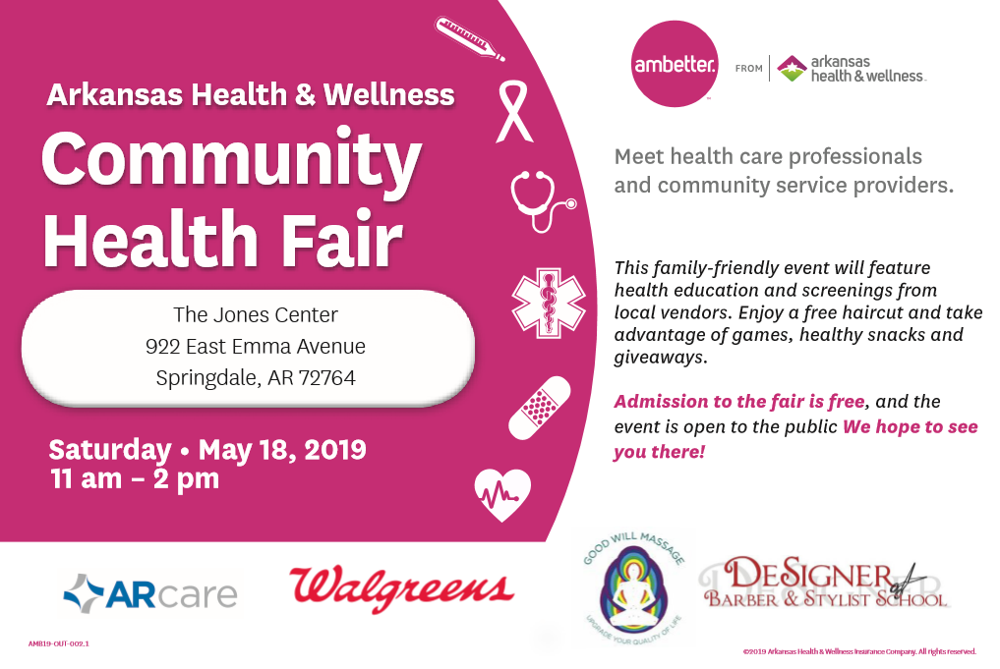 Arkansas Health & Wellness
Community
Health Fair
The Jones Center
922 East Emma Avenue
Springdale, AR 72764
Saturday • May 18, 2019
11 am – 2 pm
ambetter.
™
FROM
arkansas
health & wellness
Meet health care professionals
and community service providers.
This family-friendly event will feature
health education and screenings from
local vendors. Enjoy a free haircut and take
advantage of games, healthy snacks and
giveaways.
Admission to the fair is free, and the
event is open to the public We hope to see
you there!
ARcare
Walgreens
GOOD WILL MASSAGE
UPGRADE YOUR QUALITY OF LIFE
DESIGNER
BARBER & STYLIST SCHOOL
AMB19-OUT-002.1
©2019 Arkansas Health & Wellness Insurance Company. All rights reserved.